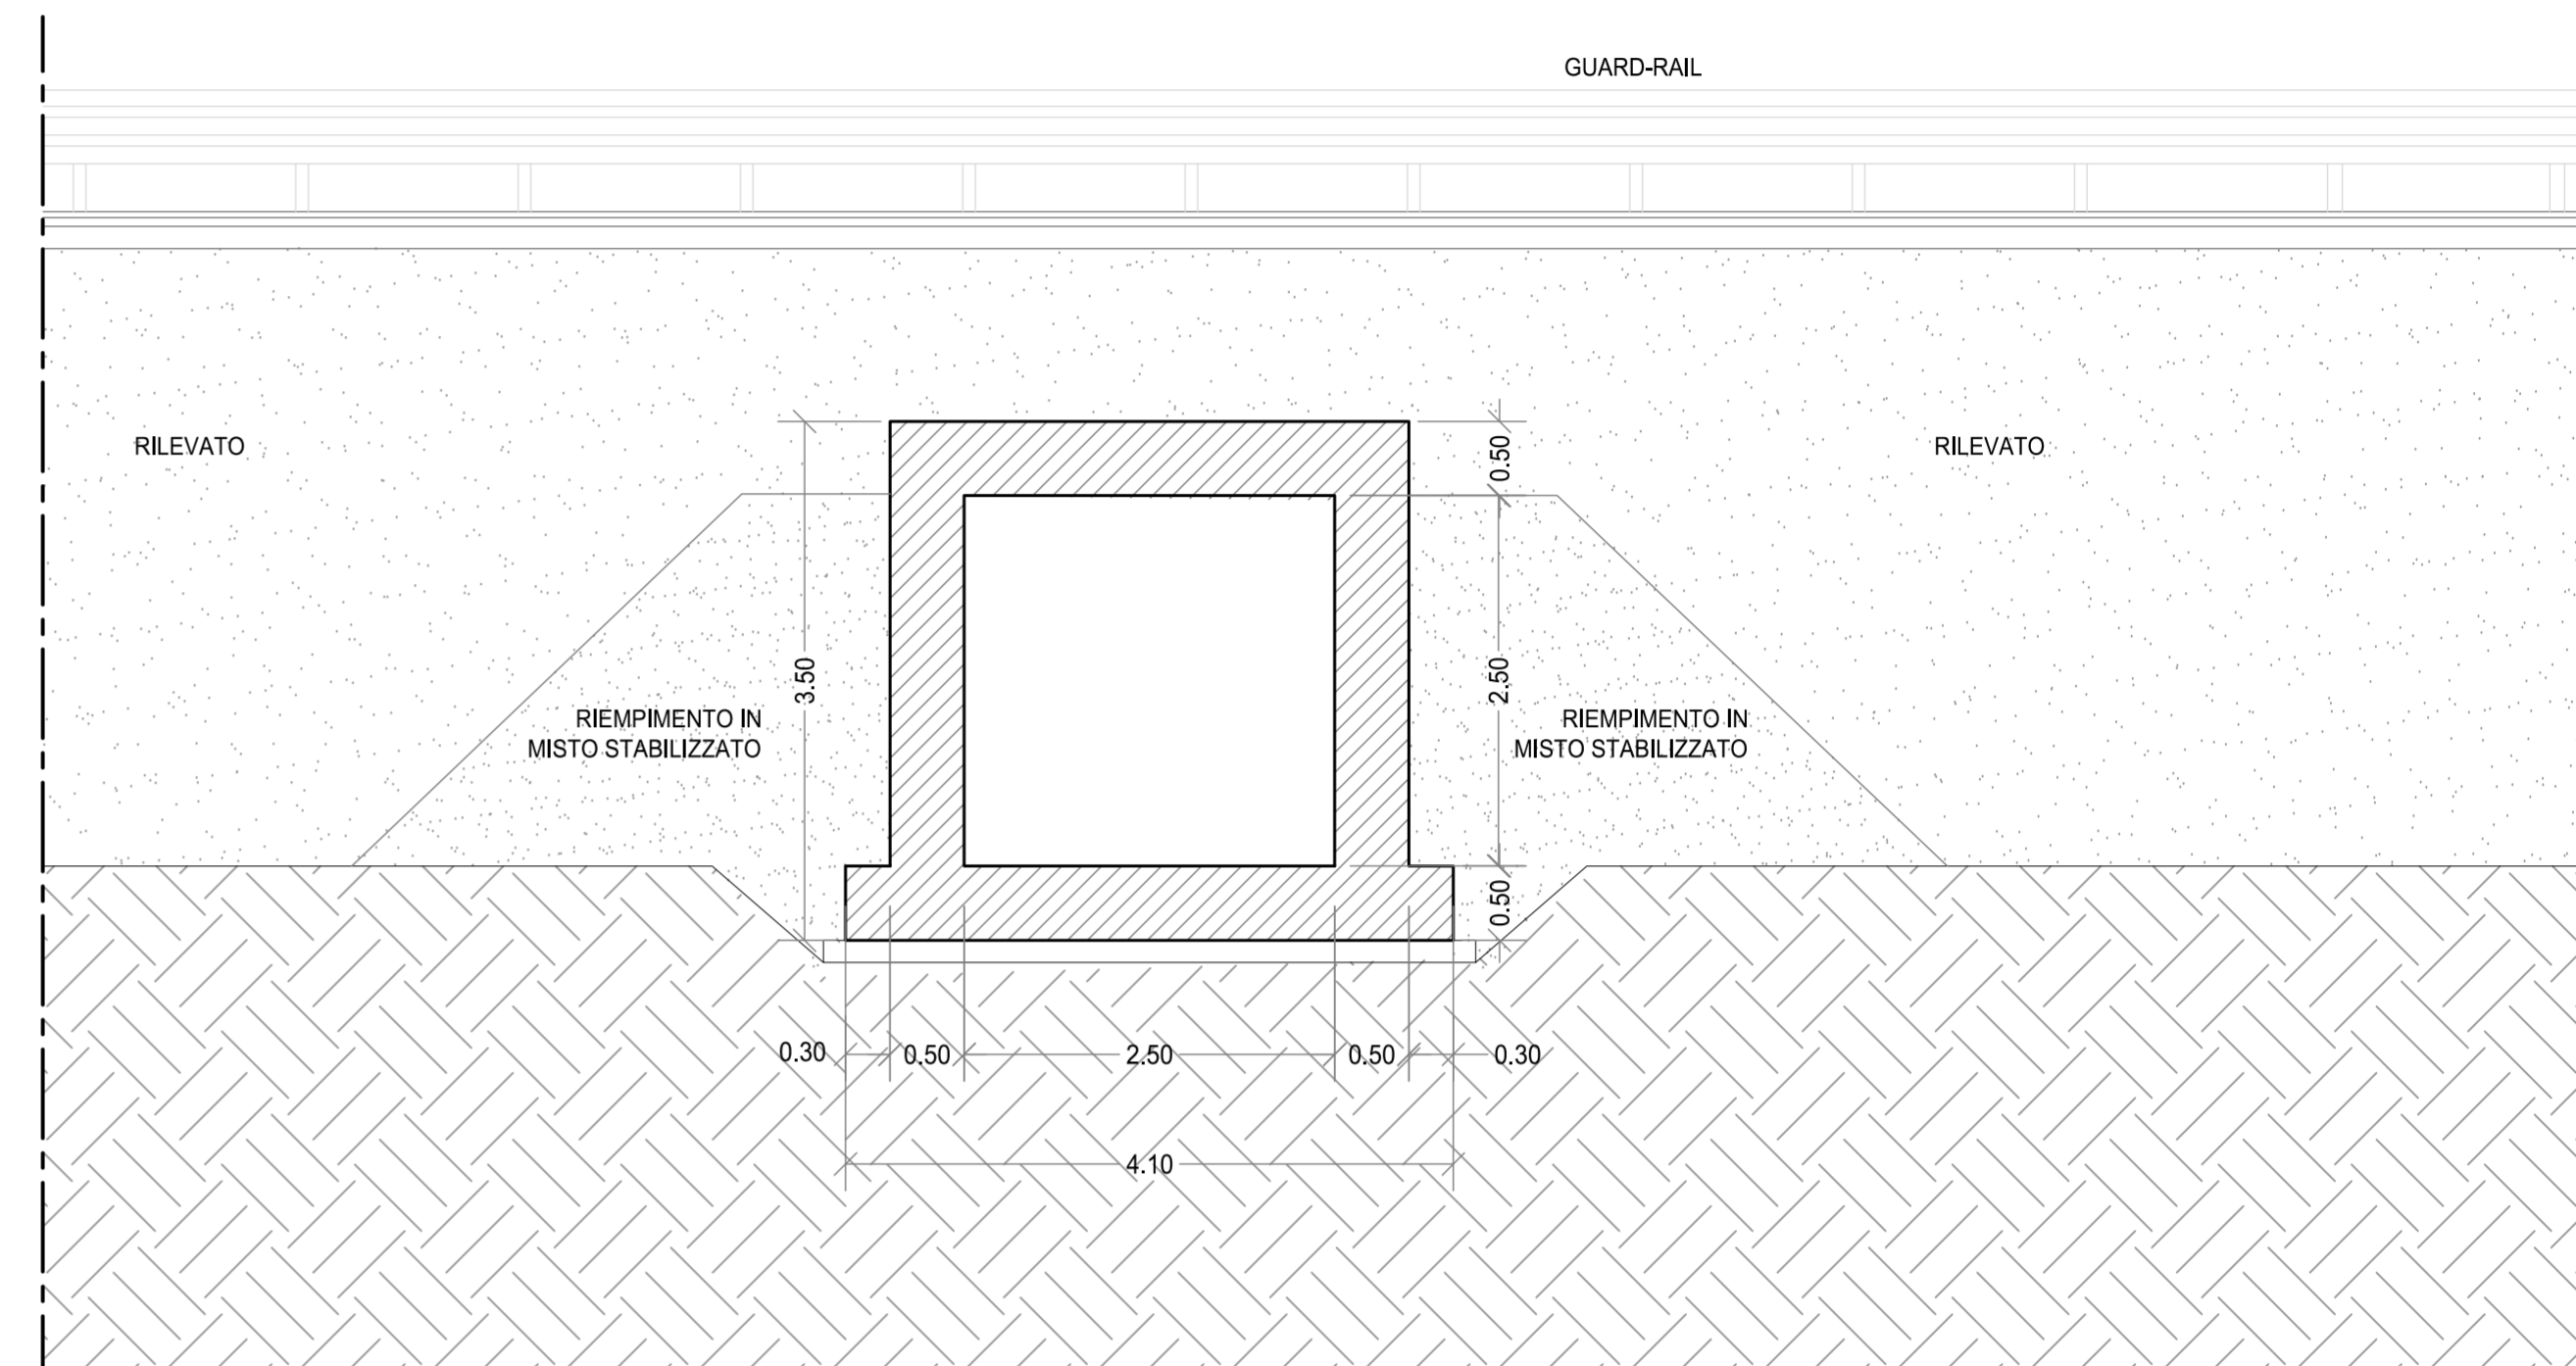 GUARD-RAIL
RILEVATO
RILEVATO
0.50
3.50
2.50
RIEMPIMENTO IN
MISTO STABILIZZATO
RIEMPIMENTO IN
MISTO STABILIZZATO
0.50
0.30
0.50
2.50
0.50
0.30
4.10